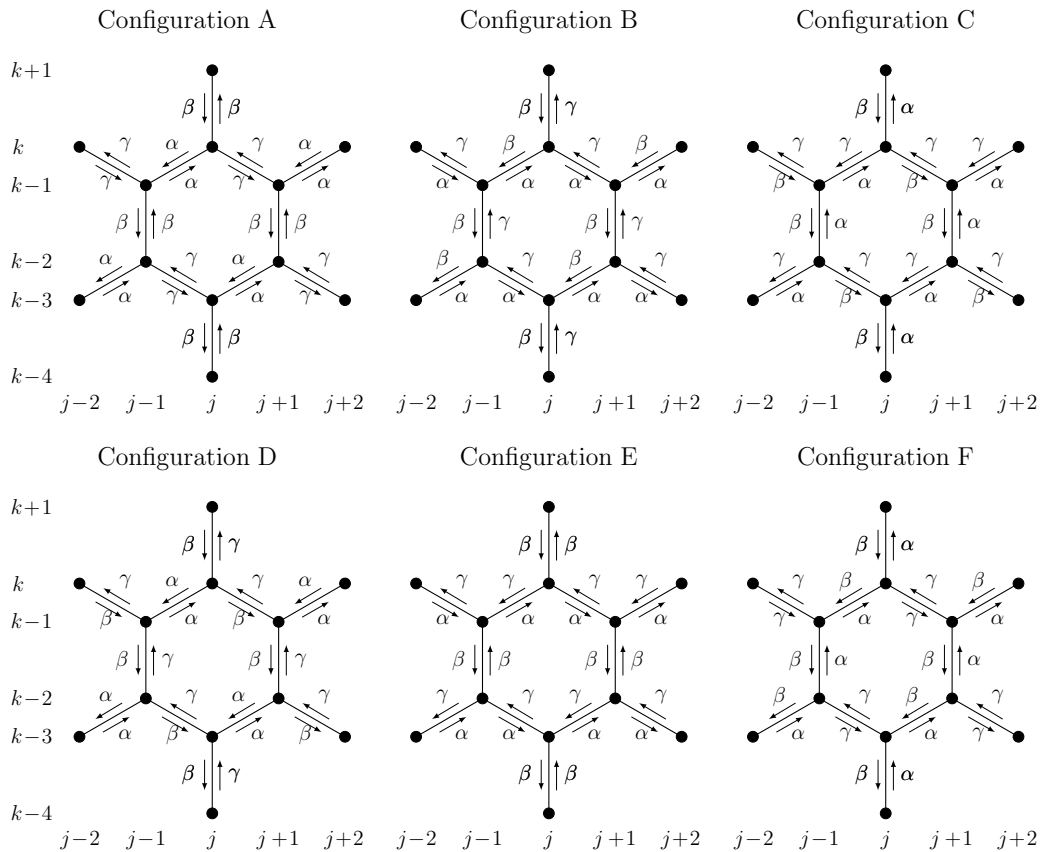 Configuration A Configuration B Configuration C
k+1
β β β γ β α
k γ α γ α γ β γ β γ γ γ γ
k−1 γ α γ α α α α α β α β α
β β β β β γ β γ β α β α
k−2 α γ α γ β γ β γ γ γ γ γ
k−3 α γ α γ α α α α α β α β
β β β γ β α
k−4
j−2 j−1 j j+1 j+2 j−2 j−1 j j+1 j+2 j−2 j−1 j j+1 j+2
Configuration D Configuration E Configuration F
k+1
β γ β β β α
k γ α γ α γ γ γ γ γ β γ β
k−1 β α β α α α α α γ α γ α
β γ β γ β β β β β α β α
k−2 α γ α γ γ γ γ γ β γ β γ
k−3 α β α β α α α α α γ α γ
β γ β β β α
k−4
j−2 j−1 j j+1 j+2 j−2 j−1 j j+1 j+2 j−2 j−1 j j+1 j+2